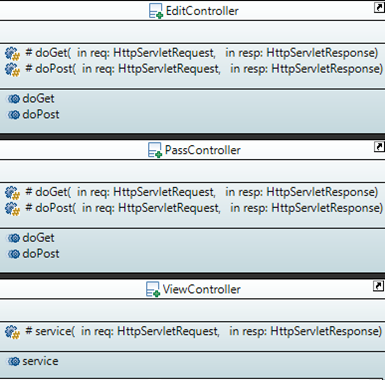 EditController
# doGet( in req: HttpServletRequest, in resp: HttpServletResponse)
# doPost( in req: HttpServletRequest, in resp: HttpServletResponse)
doGet
doPost
PassController
# doGet( in req: HttpServletRequest, in resp: HttpServletResponse)
# doPost( in req: HttpServletRequest, in resp: HttpServletResponse)
doGet
doPost
ViewController
# service( in req: HttpServletRequest, in resp: HttpServletResponse)
service